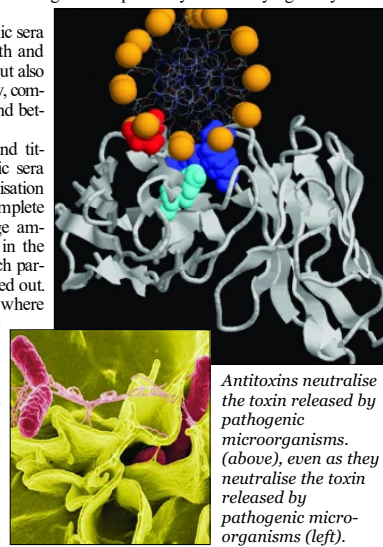 nic sera
th and
ut also
y, com-
nd bet-
nd tit-
ic sera
isation
mplete
ge am-
in the
ch par-
ed out.
where
Antitoxins neutralise
the toxin released by
pathogenic
microorganisms.
(above), even as they
neutralise the toxin
released by
pathogenic micro-
organisms (left).